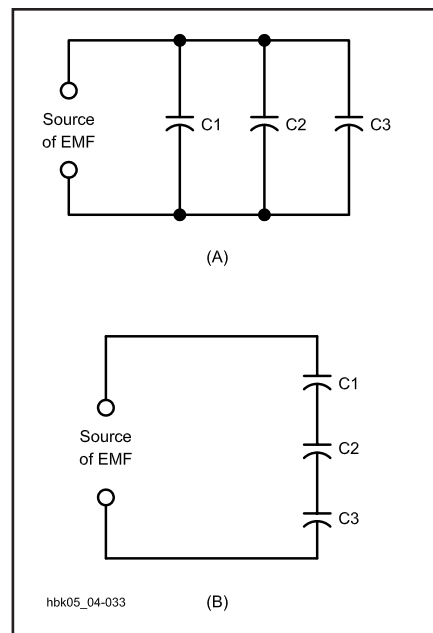 Source
of EMF
C1
C2
C3
(A)
Source
of EMF
C1
C2
C3
hbk05_04-033
(B)